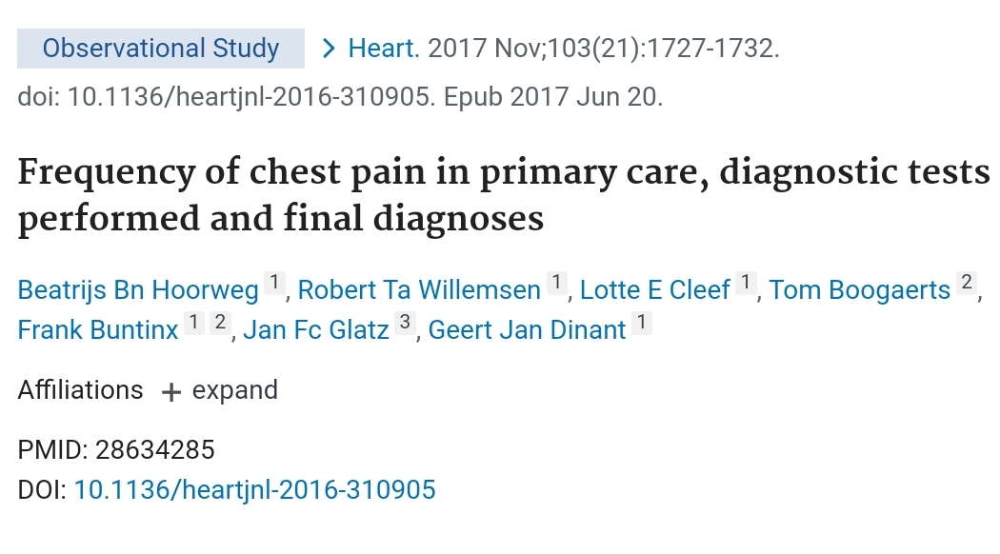 Observational Study > Heart. 2017 Nov;103(21):1727-1732.
doi: 10.1136/heartjnl-2016-310905. Epub 2017 Jun 20.
Frequency of chest pain in primary care, diagnostic tests
performed and final diagnoses
Beatrijs Bn Hoorweg 1, Robert Ta Willemsen 1, Lotte E Cleef 1, Tom Boogaerts 2,
Frank Buntinx 1 2, Jan Fc Glatz 3, Geert Jan Dinant 1
Affiliations + expand
PMID: 28634285
DOI: 10.1136/heartjnl-2016-310905